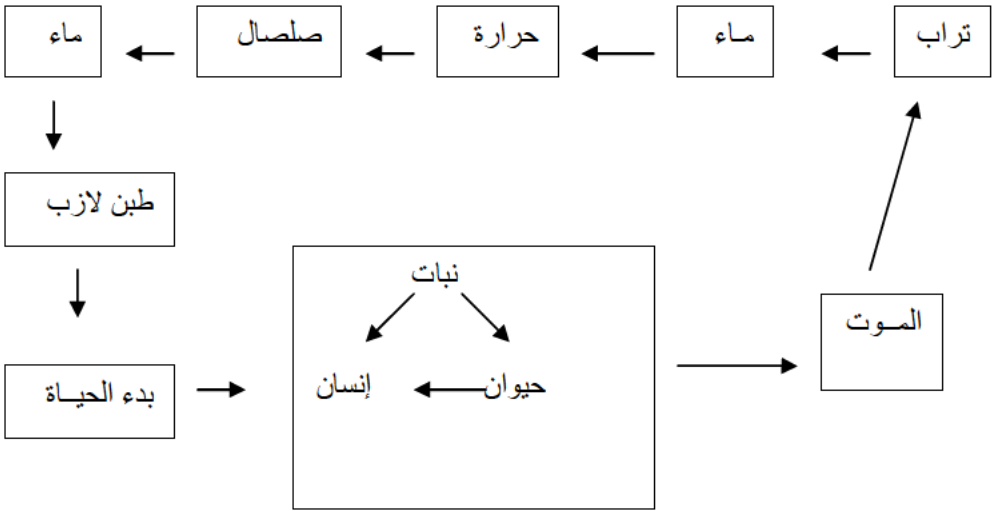 تراب
مـاء
حرارة
صلصال
ماء
طبن لازب
بدء الحيـاة
نبات
حيوان
إنسان
المـوت